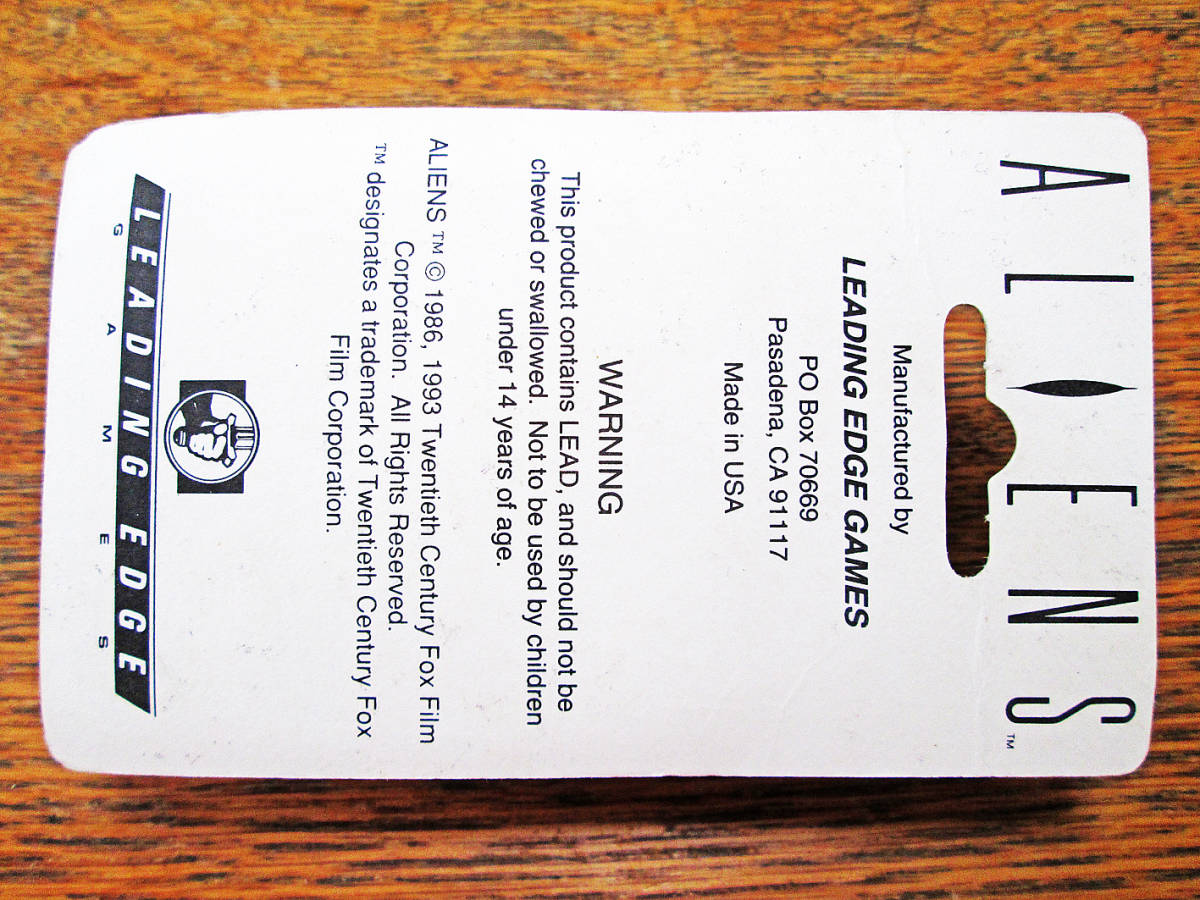 ALIENS™
Manufactured by
LEADING EDGE GAMES
PO Box 70669
Pasadena, CA 91117
Made in USA
WARNING
This product contains LEAD, and should not be
chewed or swallowed. Not to be used by children
under 14 years of age.
ALIENS ™ © 1986, 1993 Twentieth Century Fox Film
Corporation. All Rights Reserved.
™ designates a trademark of Twentieth Century Fox
Film Corporation.
LEADING EDGE
GAMES